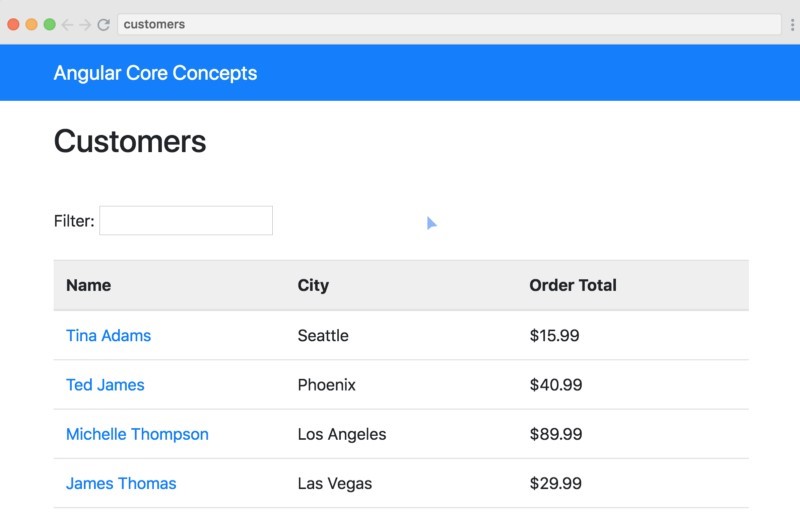 customers
Angular Core Concepts
Customers
Filter:
Name City Order Total
Tina Adams Seattle $15.99
Ted James Phoenix $40.99
Michelle Thompson Los Angeles $89.99
James Thomas Las Vegas $29.99